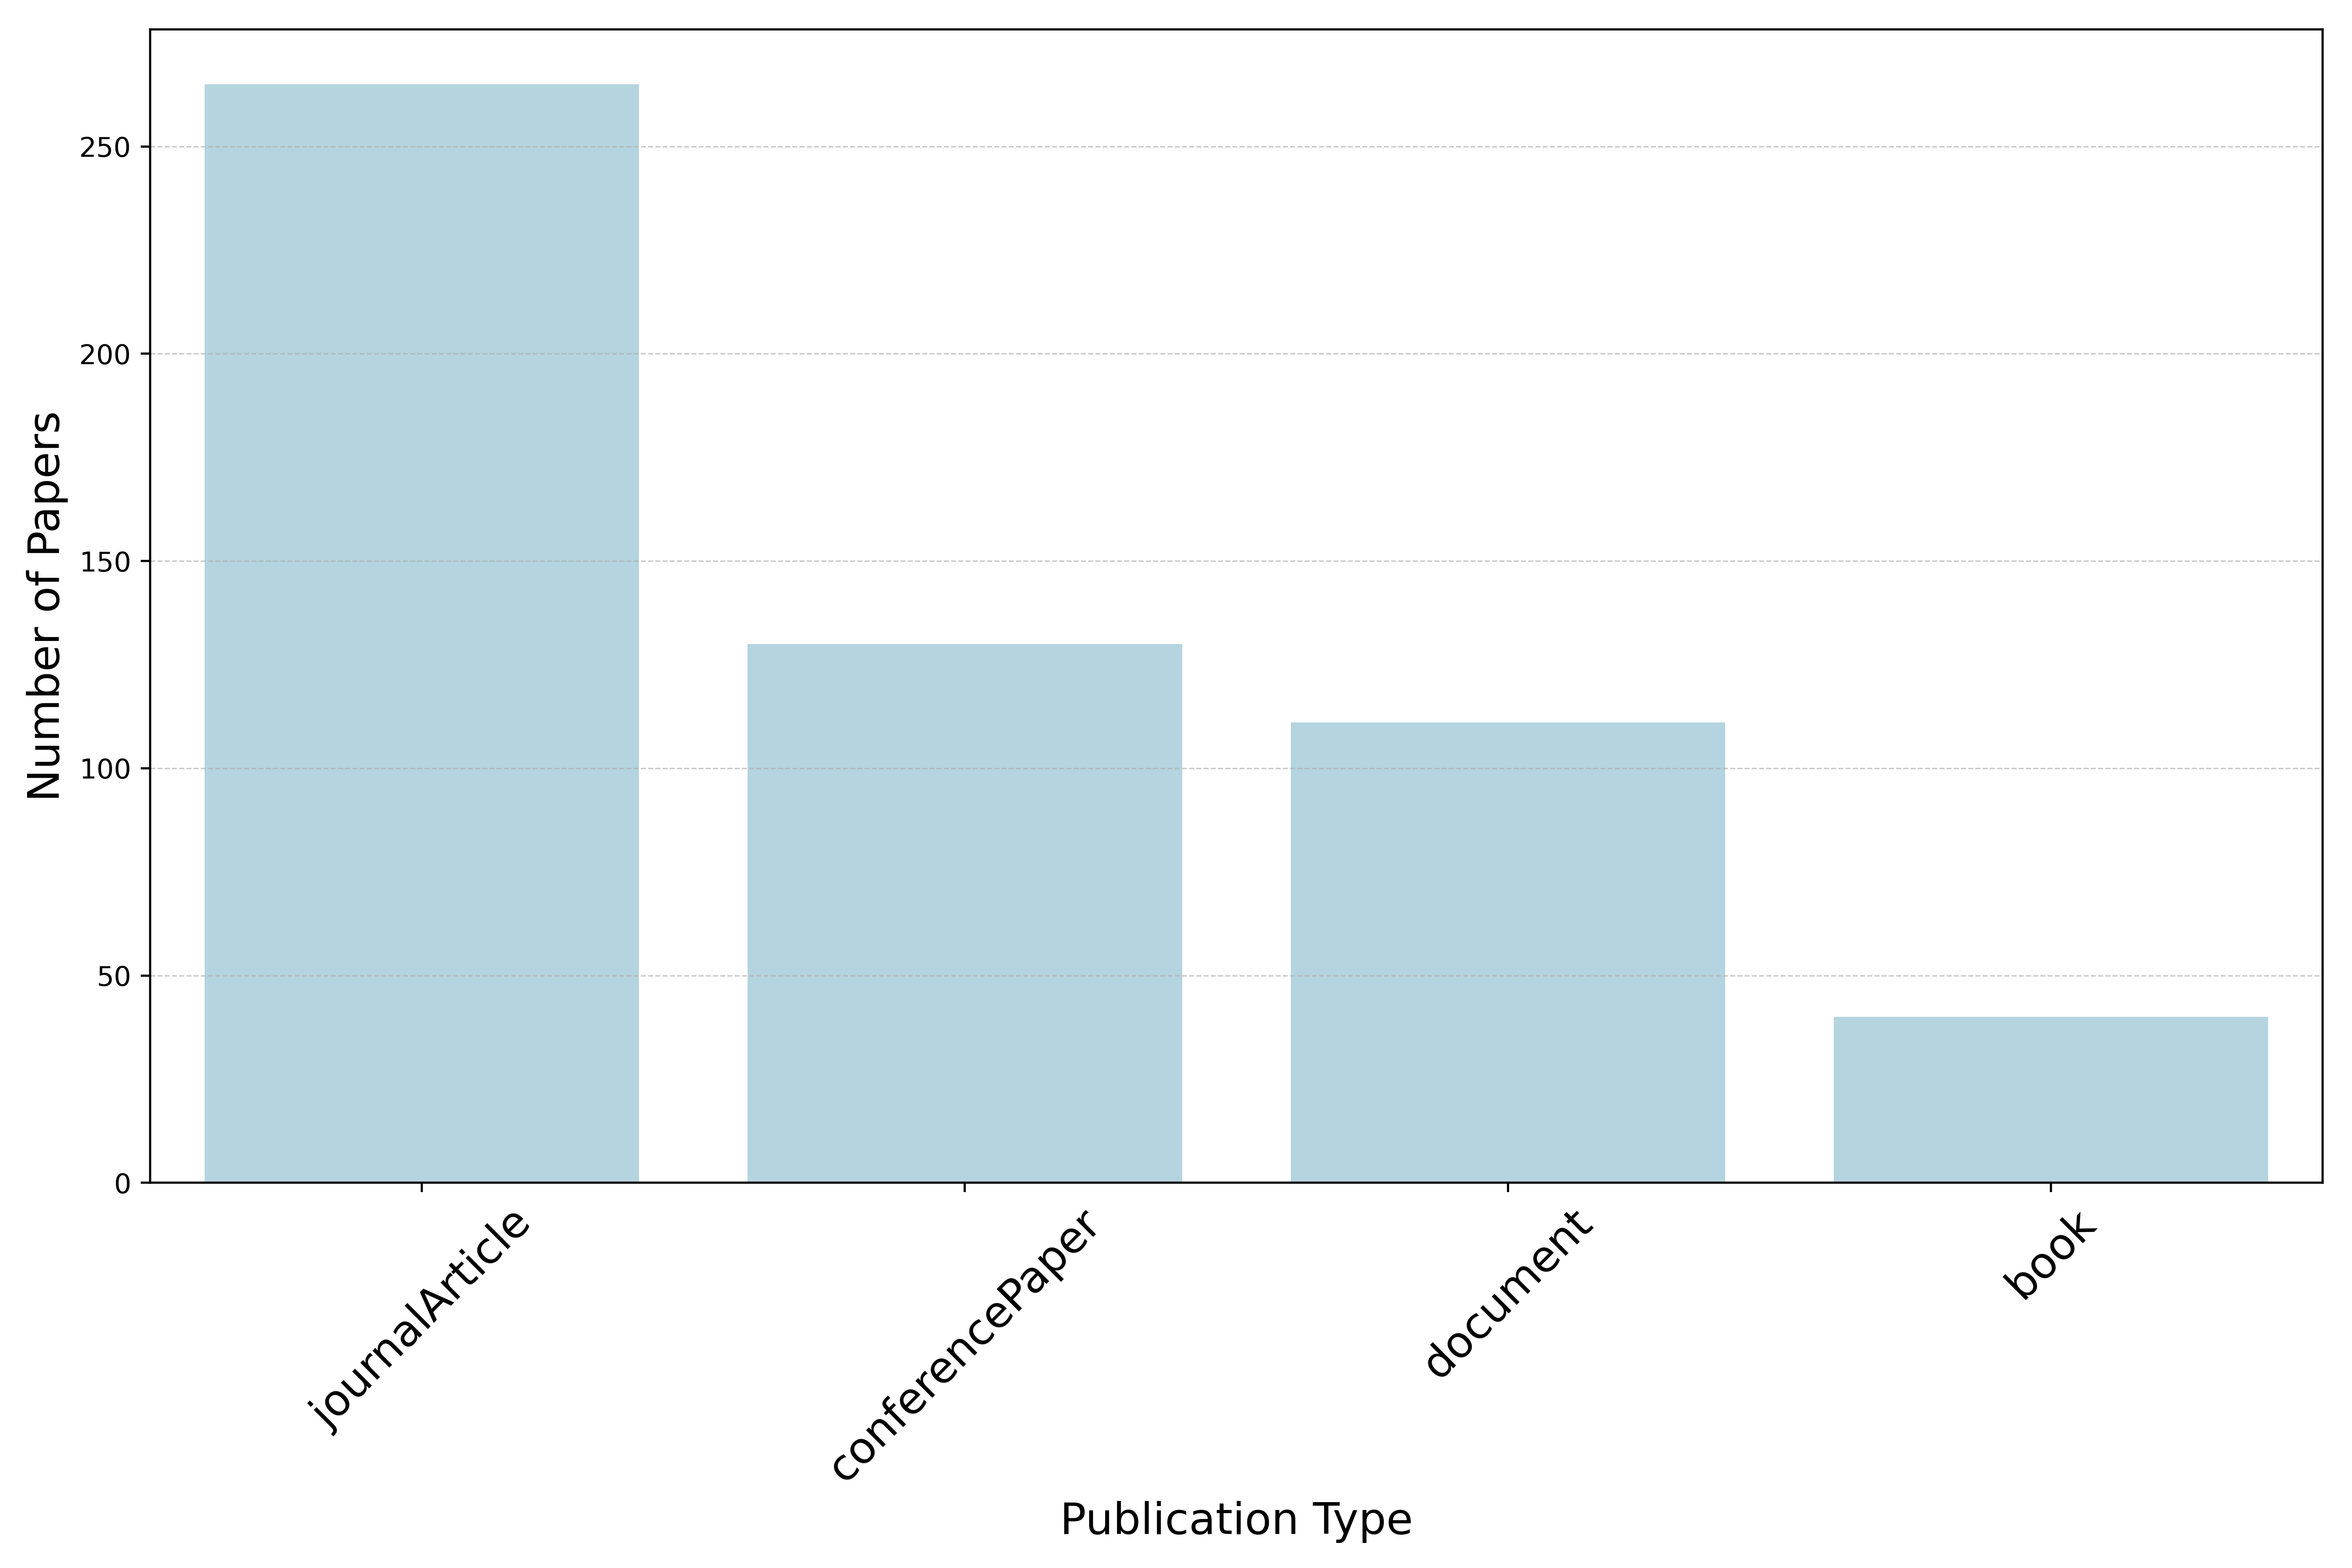 Number of Papers
250
200
150
100
50
0
journalArticle
conferencePaper
document
book
Publication Type